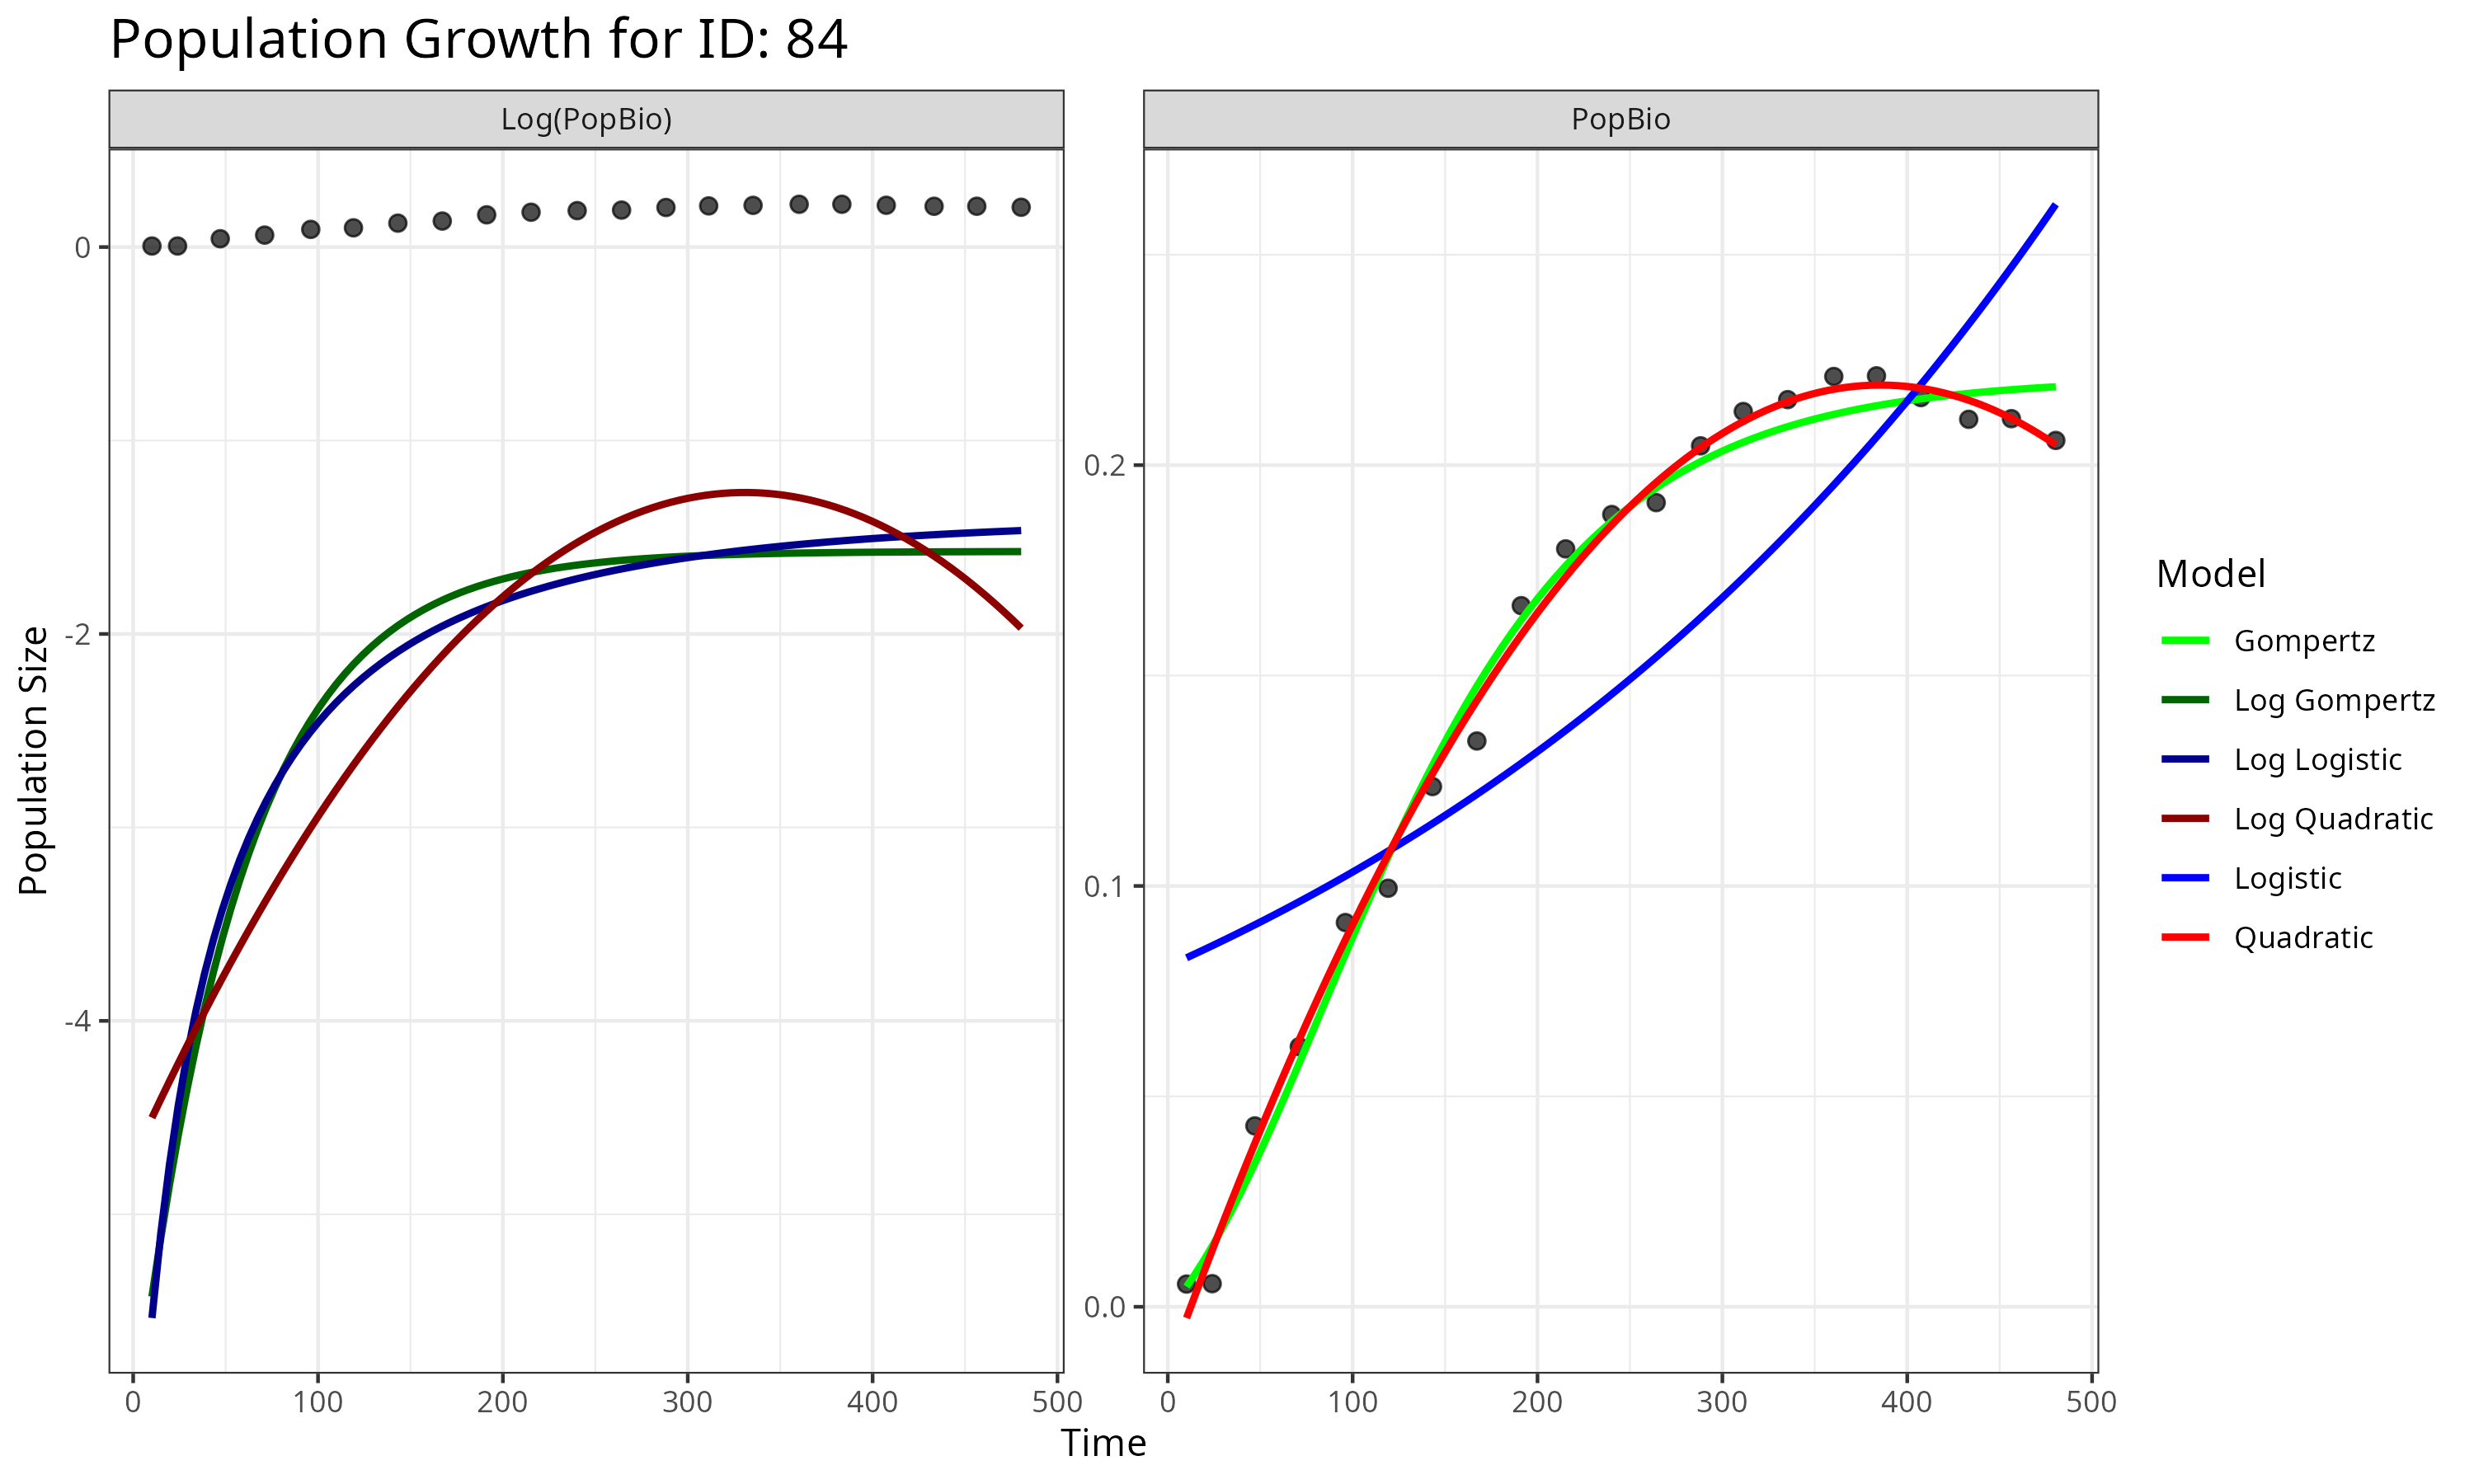 Population Growth for ID: 84
Log(PopBio)
PopBio
Population Size
0
-2
-4
0.2
0.1
0.0
0 100 200 300 400 500
0 100 200 300 400 500
Time
Model
Gompertz
Log Gompertz
Log Logistic
Log Quadratic
Logistic
Quadratic